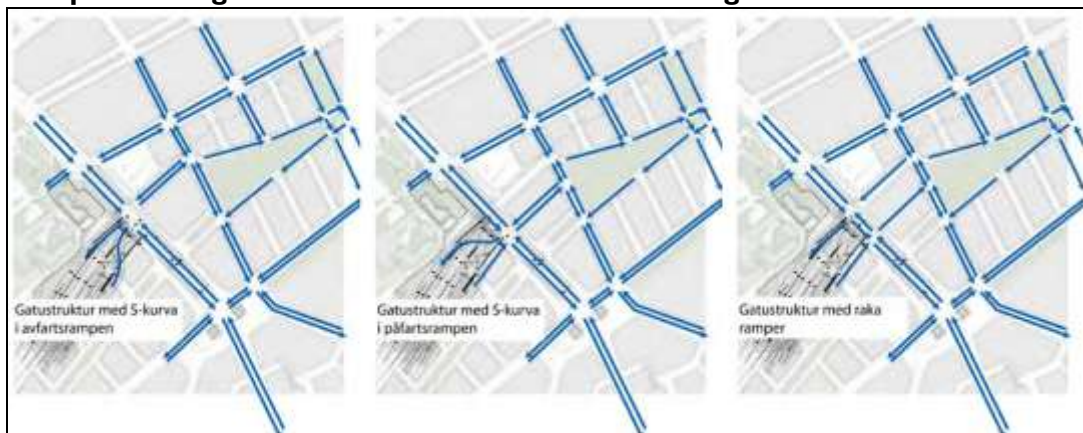 Gatustruktur med S-kurva
i avfartsrampen
Gatustruktur med S-kurva
i påfartsrampen
Gatustruktur med raka
ramper